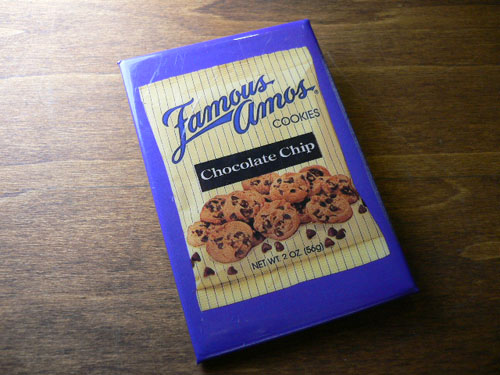 Famous
Amos®
COOKIES
Chocolate Chip
NET WT. 2 OZ. (56g)